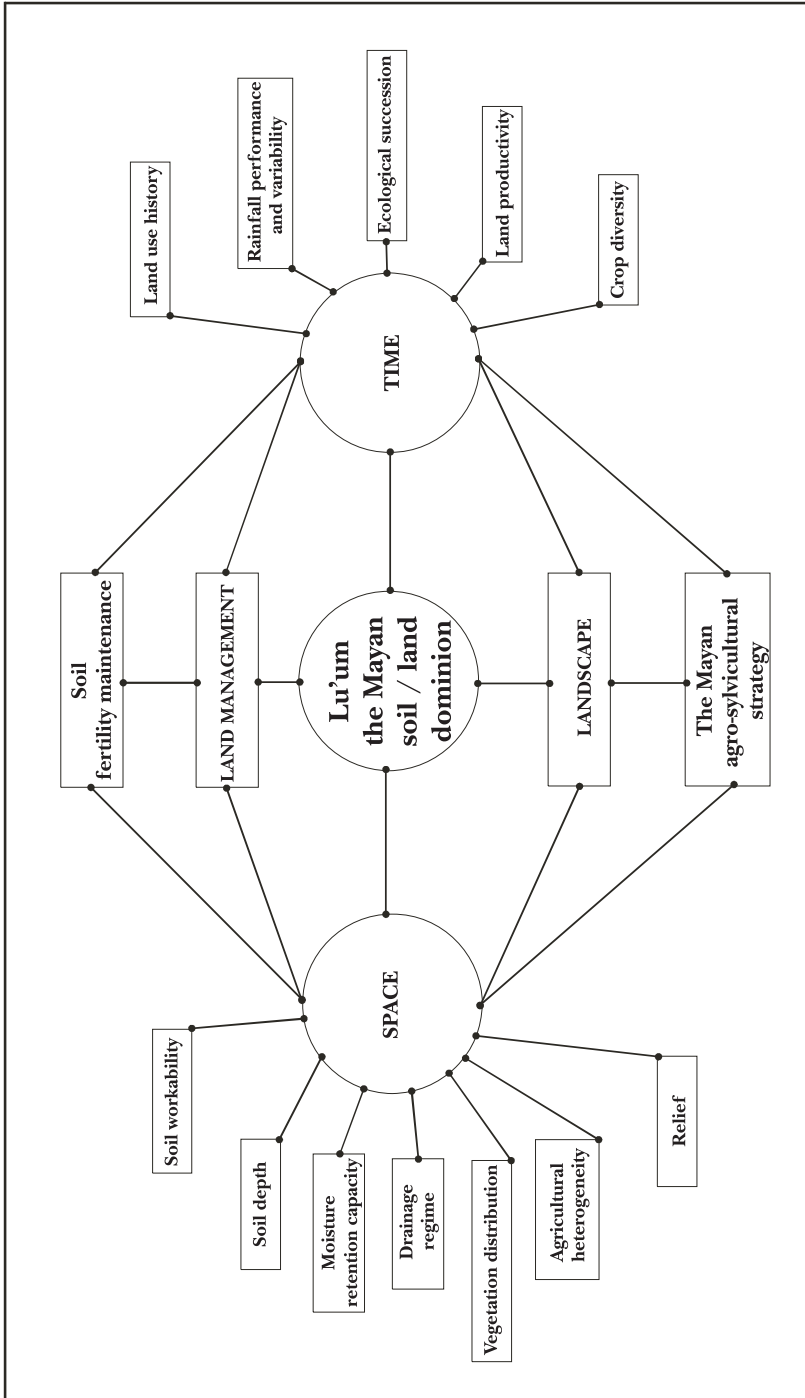 Soil workability
Soil depth
Moisture
retention capacity
Drainage
regime
Vegetation distribution
Agricultural
heterogeneity
Relief
SPACE
Soil
fertility maintenance
LAND MANAGEMENT
Lu'um
the Mayan
soil / land
dominion
LANDSCAPE
The Mayan
agro-sylvicultural
strategy
TIME
Land use history
Rainfall performance
and variability
Ecological succession
Land productivity
Crop diversity